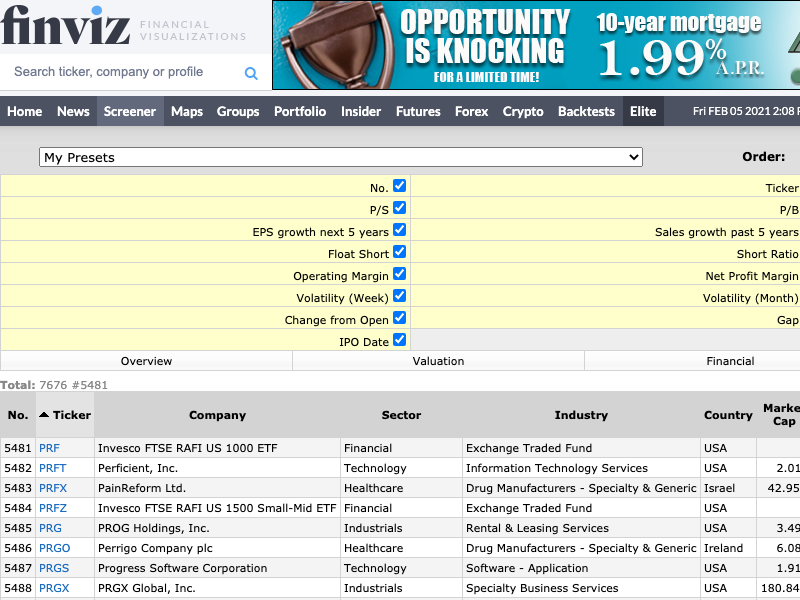 finviz
FINANCIAL
VISUALIZATIONS
OPPORTUNITY
IS KNOCKING
FOR A LIMITED TIME!
10-year mortgage
1.99% A.P.R.
Search ticker, company or profile
Home News Screener Maps Groups Portfolio Insider Futures Forex Crypto Backtests Elite Fri FEB 05 2021 2:08
My Presets Order:
No. Ticker
P/S P/B
EPS growth next 5 years Sales growth past 5 years
Float Short Short Ratio
Operating Margin Net Profit Margin
Volatility (Week) Volatility (Month)
Change from Open Gap
IPO Date
Overview Valuation Financial
Total: 7676 #5481
No. Ticker Company Sector Industry Country Marke
Cap
5481 PRF Invesco FTSE RAFI US 1000 ETF Financial Exchange Traded Fund USA
5482 PRFT Perficient, Inc. Technology Information Technology Services USA 2.01
5483 PRFX PainReform Ltd. Healthcare Drug Manufacturers - Specialty & Generic Israel 42.95
5484 PRFZ Invesco FTSE RAFI US 1500 Small-Mid ETF Financial Exchange Traded Fund USA
5485 PRG PROG Holdings, Inc. Industrials Rental & Leasing Services USA 3.49
5486 PRGO Perrigo Company plc Healthcare Drug Manufacturers - Specialty & Generic Ireland 6.08
5487 PRGS Progress Software Corporation Technology Software - Application USA 1.91
5488 PRGX PRGX Global, Inc. Industrials Specialty Business Services USA 180.84